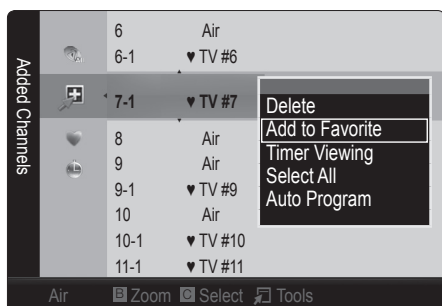 Added Channels
6 Air
6-1 ♥ TV #6
7-1 ♥ TV #7
8 Air
9 Air
9-1 ♥ TV #9
10 Air
10-1 ♥ TV #10
11-1 ♥ TV #11
Delete
Add to Favorite
Timer Viewing
Select All
Auto Program
Air B Zoom C Select Tools